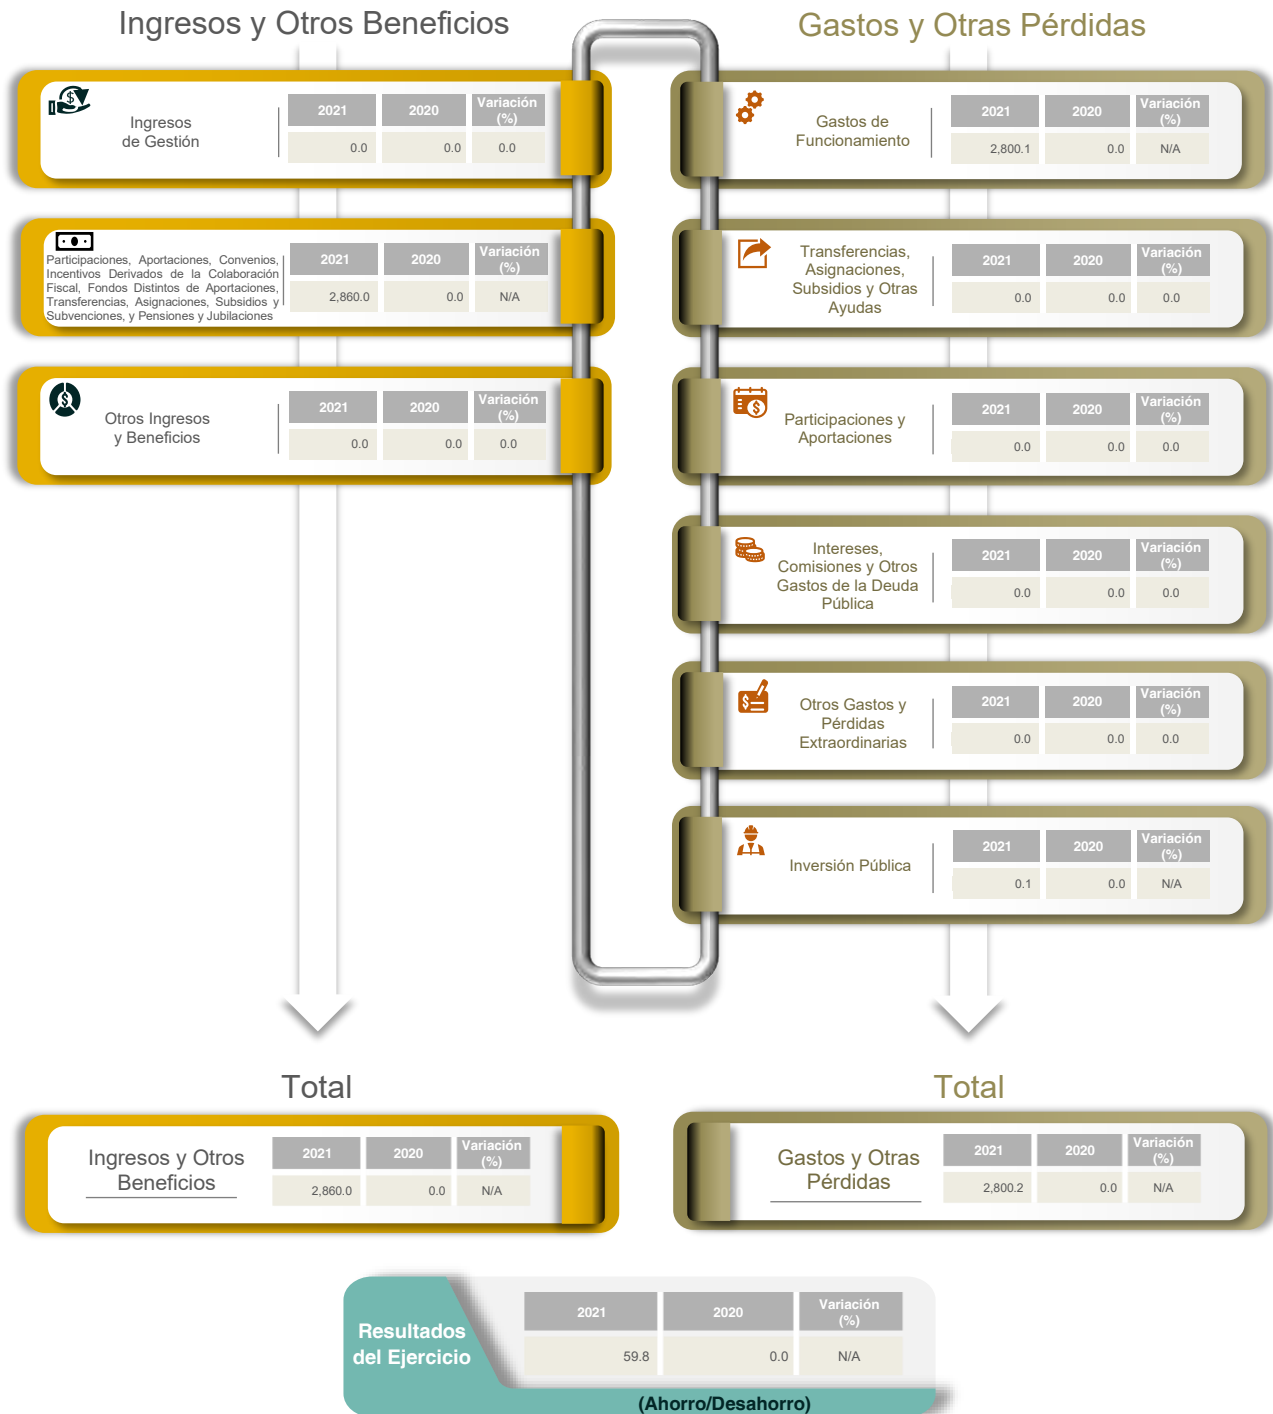 Ingresos y Otros Beneficios
Ingresos
de Gestión
2021 2020 Variación (%)
0.0 0.0 0.0
Participaciones, Aportaciones, Convenios,
Incentivos Derivados de la Colaboración
Fiscal, Fondos Distintos de Aportaciones,
Transferencias, Asignaciones, Subsidios y
Subvenciones, y Pensiones y Jubilaciones
2021 2020 Variación (%)
2,860.0 0.0 N/A
Otros Ingresos
y Beneficios
2021 2020 Variación (%)
0.0 0.0 0.0
Gastos y Otras Pérdidas
Gastos de
Funcionamiento
2021 2020 Variación (%)
2,800.1 0.0 N/A
Transferencias,
Asignaciones,
Subsidios y Otras
Ayudas
2021 2020 Variación (%)
0.0 0.0 0.0
Participaciones y
Aportaciones
2021 2020 Variación (%)
0.0 0.0 0.0
Intereses,
Comisiones y Otros
Gastos de la Deuda
Pública
2021 2020 Variación (%)
0.0 0.0 0.0
Otros Gastos y
Pérdidas
Extraordinarias
2021 2020 Variación (%)
0.0 0.0 0.0
Inversión Pública
2021 2020 Variación (%)
0.1 0.0 N/A
Total
Ingresos y Otros
Beneficios
2021 2020 Variación (%)
2,860.0 0.0 N/A
Total
Gastos y Otras
Pérdidas
2021 2020 Variación (%)
2,800.2 0.0 N/A
Resultados
del Ejercicio
2021 2020 Variación (%)
59.8 0.0 N/A
(Ahorro/Desahorro)